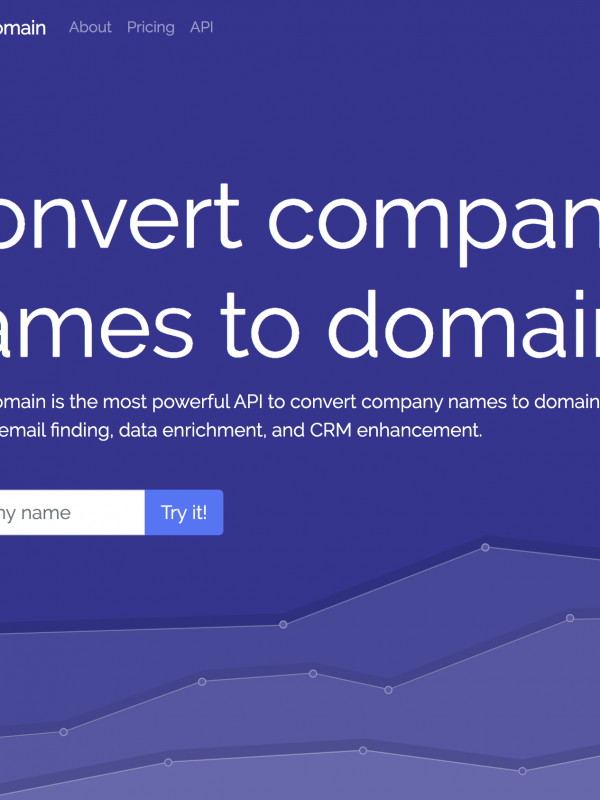 omain About Pricing API
onvert compan
ames to domain
omain is the most powerful API to convert company names to domain
email finding, data enrichment, and CRM enhancement.
ny name Try it!